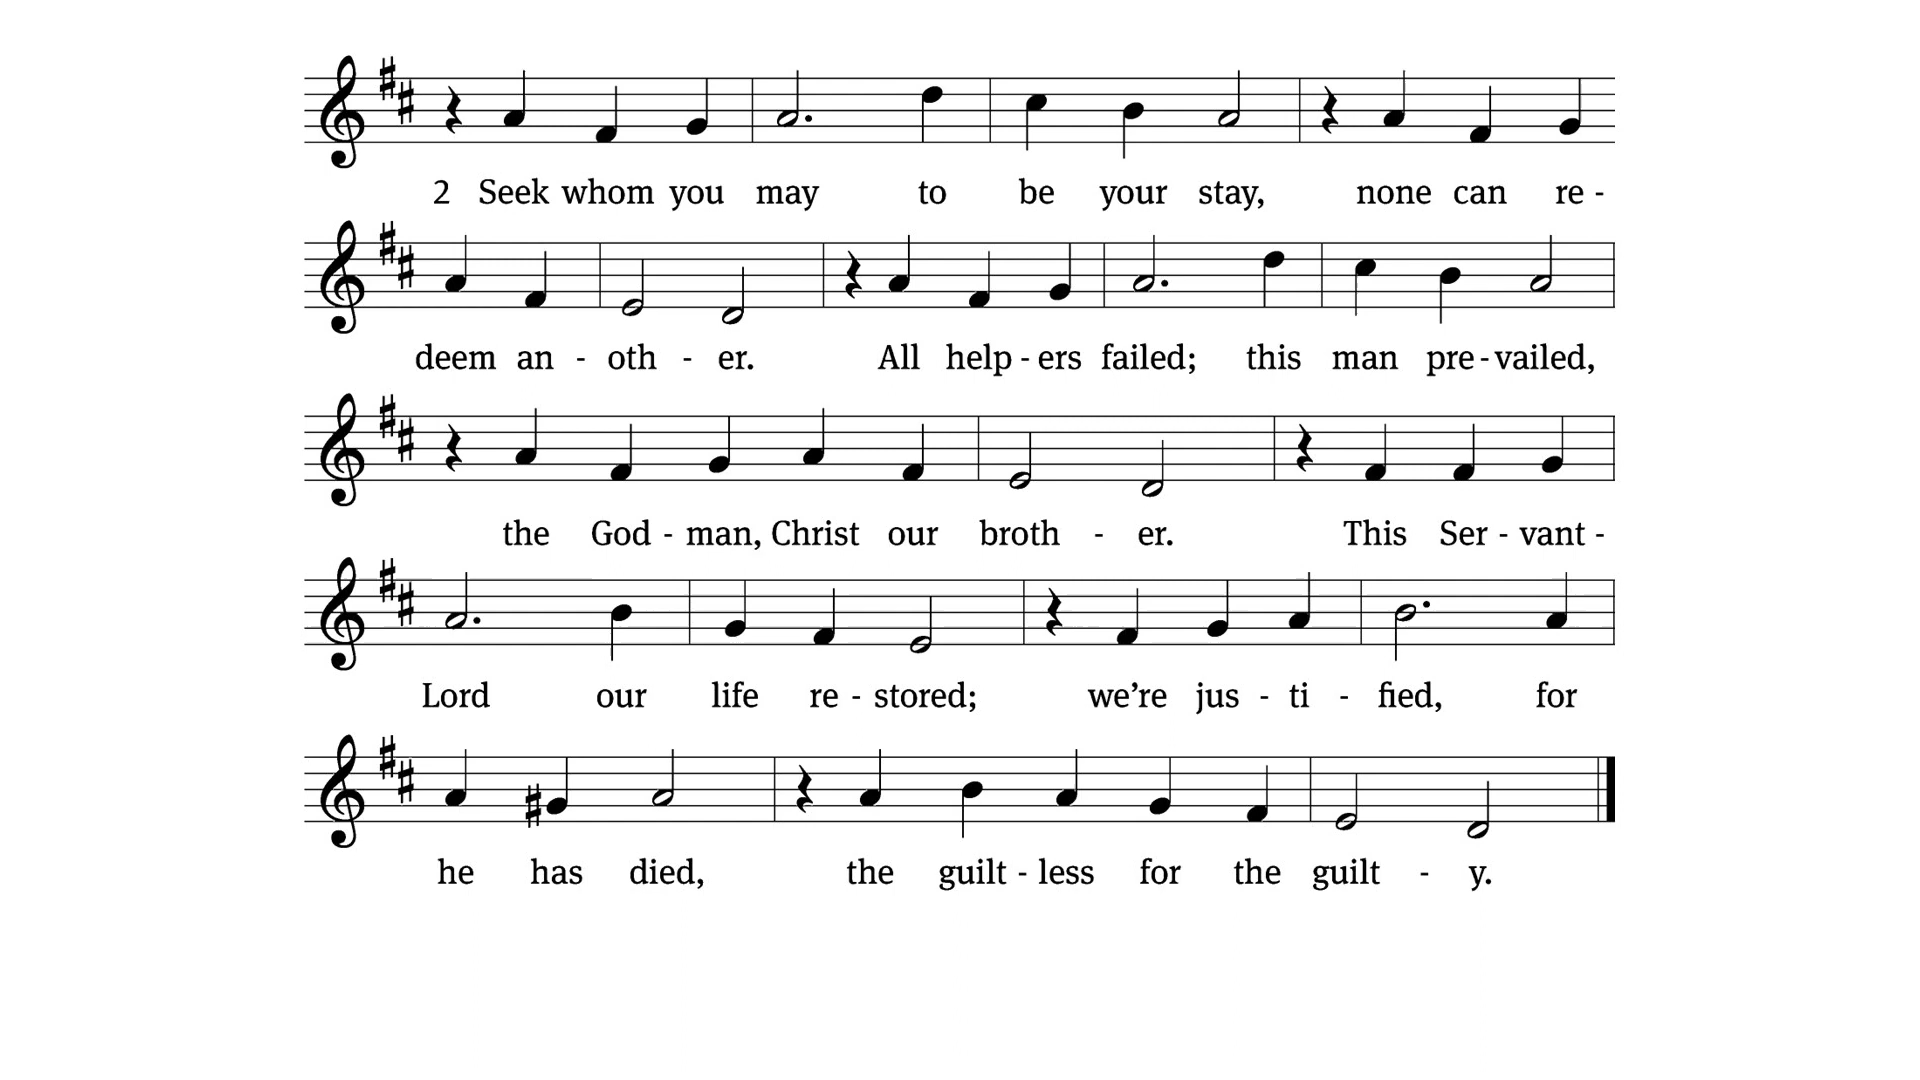 2 Seek whom you may to be your stay, none can re -
deem an - oth - er. All help - ers failed; this man pre - vailed,
the God - man, Christ our broth - er. This Ser - vant -
Lord our life re - stored; we’re jus - ti - fied, for
he has died, the guilt - less for the guilt - y.